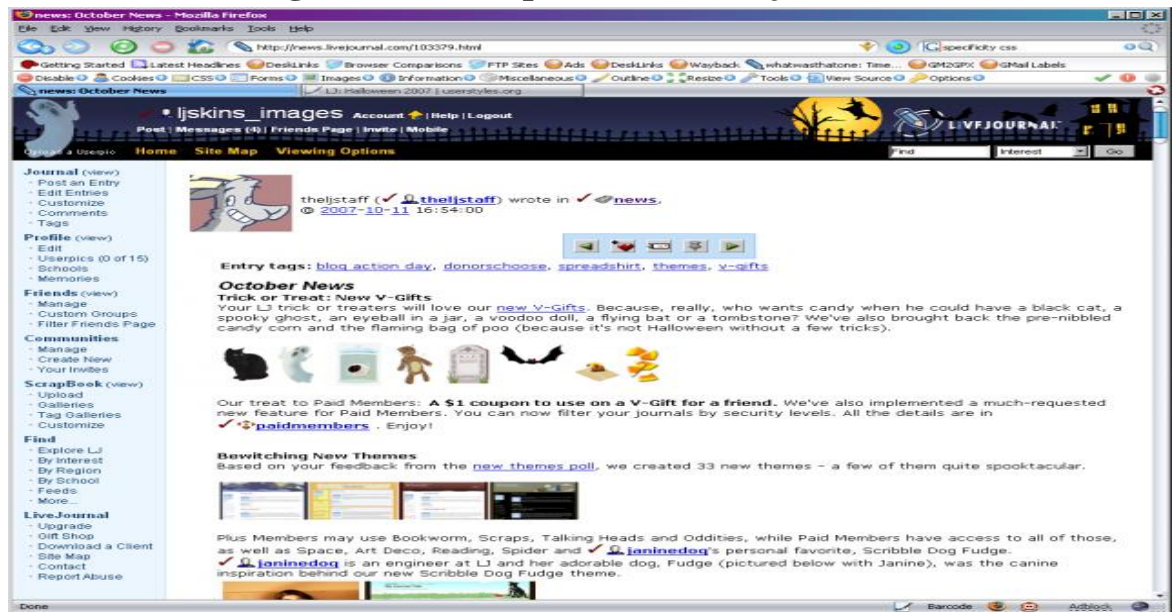 news: October News - Mozilla Firefox
File Edit View History Bookmarks Tools Help
http://news.livejournal.com/103379.html
specificity css
Getting Started Latest Headlines DeskLinks Browser Comparisons FTP Sites Ads DeskLinks Wayback whatwasthatone: Time... GM2GPX GMail Labels
Disable Cookies CSS Forms Images Information Miscellaneous Outline Resize Tools View Source Options
news: October News LJ: Halloween 2007 | userstyles.org
ljskins_images Account | Help | Logout
Post | Messages (4) | Friends Page | Invite | Mobile
LIVEJOURNAL
Upload a Userpic Home Site Map Viewing Options
Find Interest Go
Journal (view)
- Post an Entry
- Edit Entries
- Customize
- Comments
- Tags
Profile (view)
- Edit
- Userpics (0 of 15)
- Schools
- Memories
Friends (view)
- Manage
- Custom Groups
- Filter Friends Page
Communities
- Manage
- Create New
- Your Invites
ScrapBook (view)
- Upload
- Galleries
- Tag Galleries
- Customize
Find
- Explore LJ
- By Interest
- By Region
- By School
- Feeds
- More...
LiveJournal
- Upgrade
- Gift Shop
- Download a Client
- Site Map
- Contact
- Report Abuse
theljstaff (theljstaff) wrote in news,
@ 2007-10-11 16:54:00
Entry tags: blog action day, donorschoose, spreadshirt, themes, v-gifts
October News
Trick or Treat: New V-Gifts
Your LJ trick or treaters will love our new V-Gifts. Because, really, who wants candy when he could have a black cat, a
spooky ghost, an eyeball in a jar, a voodoo doll, a flying bat or a tombstone? We've also brought back the pre-nibbled
candy corn and the flaming bag of poo (because it's not Halloween without a few tricks).
Our treat to Paid Members: A $1 coupon to use on a V-Gift for a friend. We've also implemented a much-requested
new feature for Paid Members. You can now filter your journals by security levels. All the details are in
paidmembers . Enjoy!
Bewitching New Themes
Based on your feedback from the new themes poll, we created 33 new themes - a few of them quite spooktacular.
Plus Members may use Bookworm, Scraps, Talking Heads and Oddities, while Paid Members have access to all of those,
as well as Space, Art Deco, Reading, Spider and janinedog's personal favorite, Scribble Dog Fudge.
janinedog is an engineer at LJ and her adorable dog, Fudge (pictured below with Janine), was the canine
inspiration behind our new Scribble Dog Fudge theme.
Done
Barcode Adblock